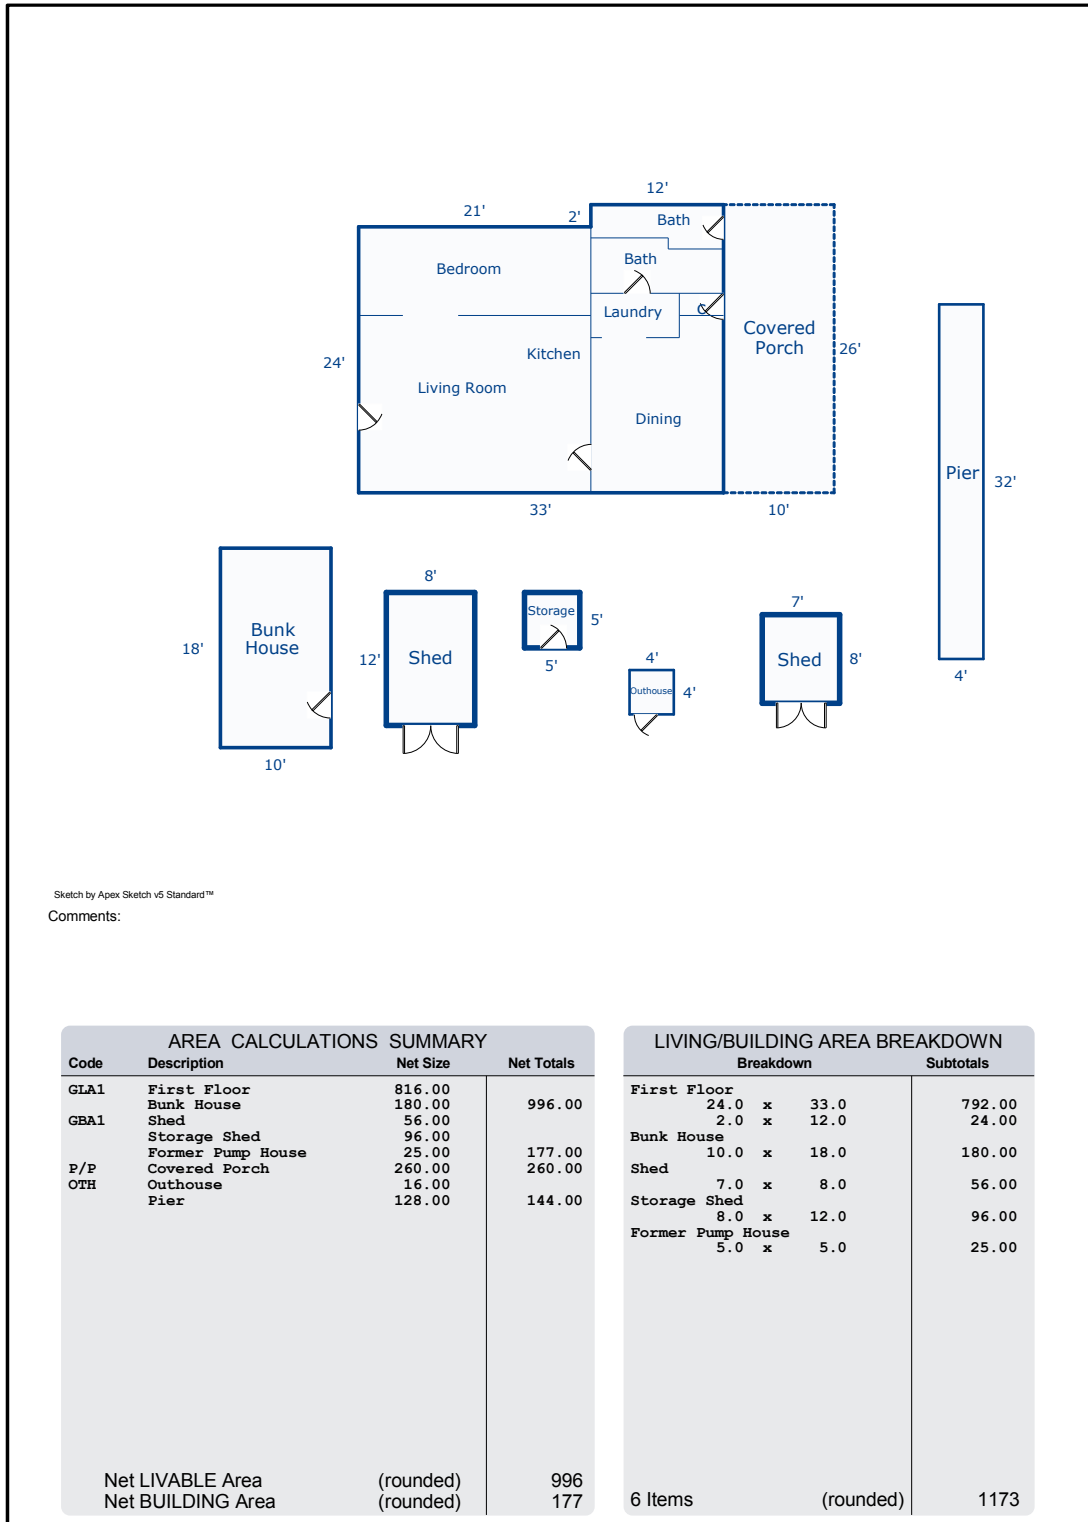 12'
21'
2'
Bath
Bath
Bedroom
Laundry
C
Covered
Porch
Kitchen
24'
26'
Living Room
Dining
Pier
32'
33'
10'
8'
7'
Storage
5'
Bunk
House
18'
12'
Shed
5'
4'
Shed
8'
4'
Outhouse
4'
10'
Sketch by Apex Sketch v5 Standard™
Comments:
AREA CALCULATIONS SUMMARY
Code Description Net Size Net Totals
GLA1 First Floor 816.00
Bunk House 180.00 996.00
GBA1 Shed 56.00
Storage Shed 96.00
Former Pump House 25.00 177.00
P/P Covered Porch 260.00 260.00
OTH Outhouse 16.00
Pier 128.00 144.00
Net LIVABLE Area (rounded) 996
Net BUILDING Area (rounded) 177
LIVING/BUILDING AREA BREAKDOWN
Breakdown Subtotals
First Floor
24.0 x 33.0 792.00
2.0 x 12.0 24.00
Bunk House
10.0 x 18.0 180.00
Shed
7.0 x 8.0 56.00
Storage Shed
8.0 x 12.0 96.00
Former Pump House
5.0 x 5.0 25.00
6 Items (rounded) 1173